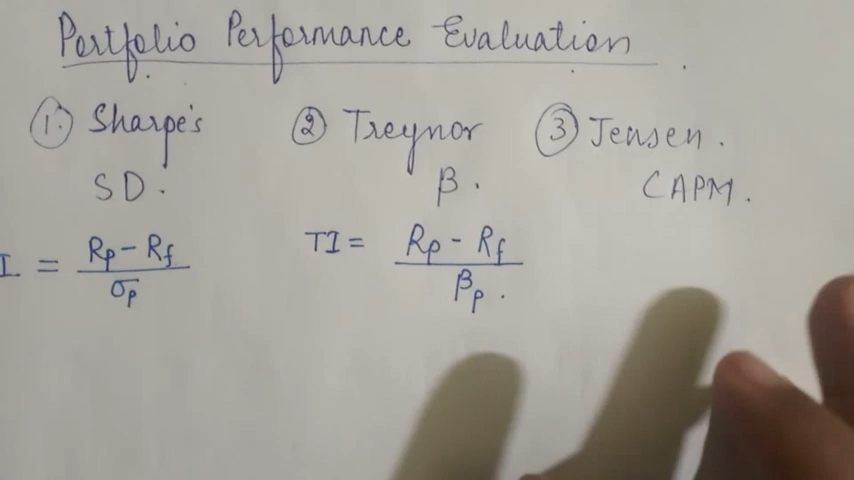 Portfolio Performance Evaluation
① Sharpe's ② Treynor ③ Jensen.
SD. β. CAPM.
I = Rp - Rf / σp TI = Rp - Rf / βp.